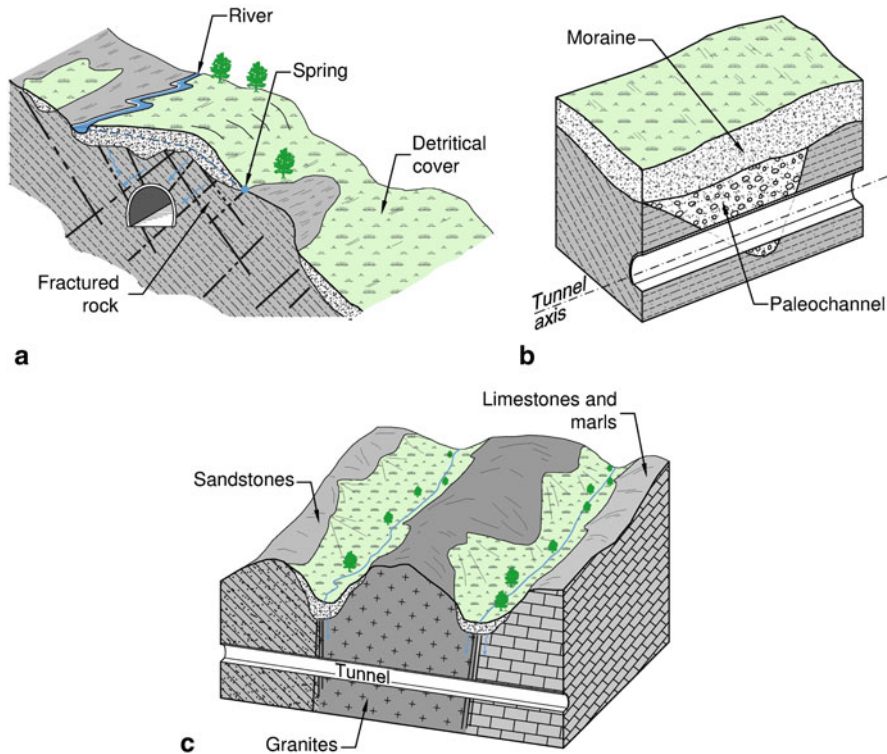 River
Spring
Detritical
cover
Fractured
rock
a
Moraine
Tunnel
axis
Paleochannel
b
Limestones and
marls
Sandstones
Tunnel
Granites
c